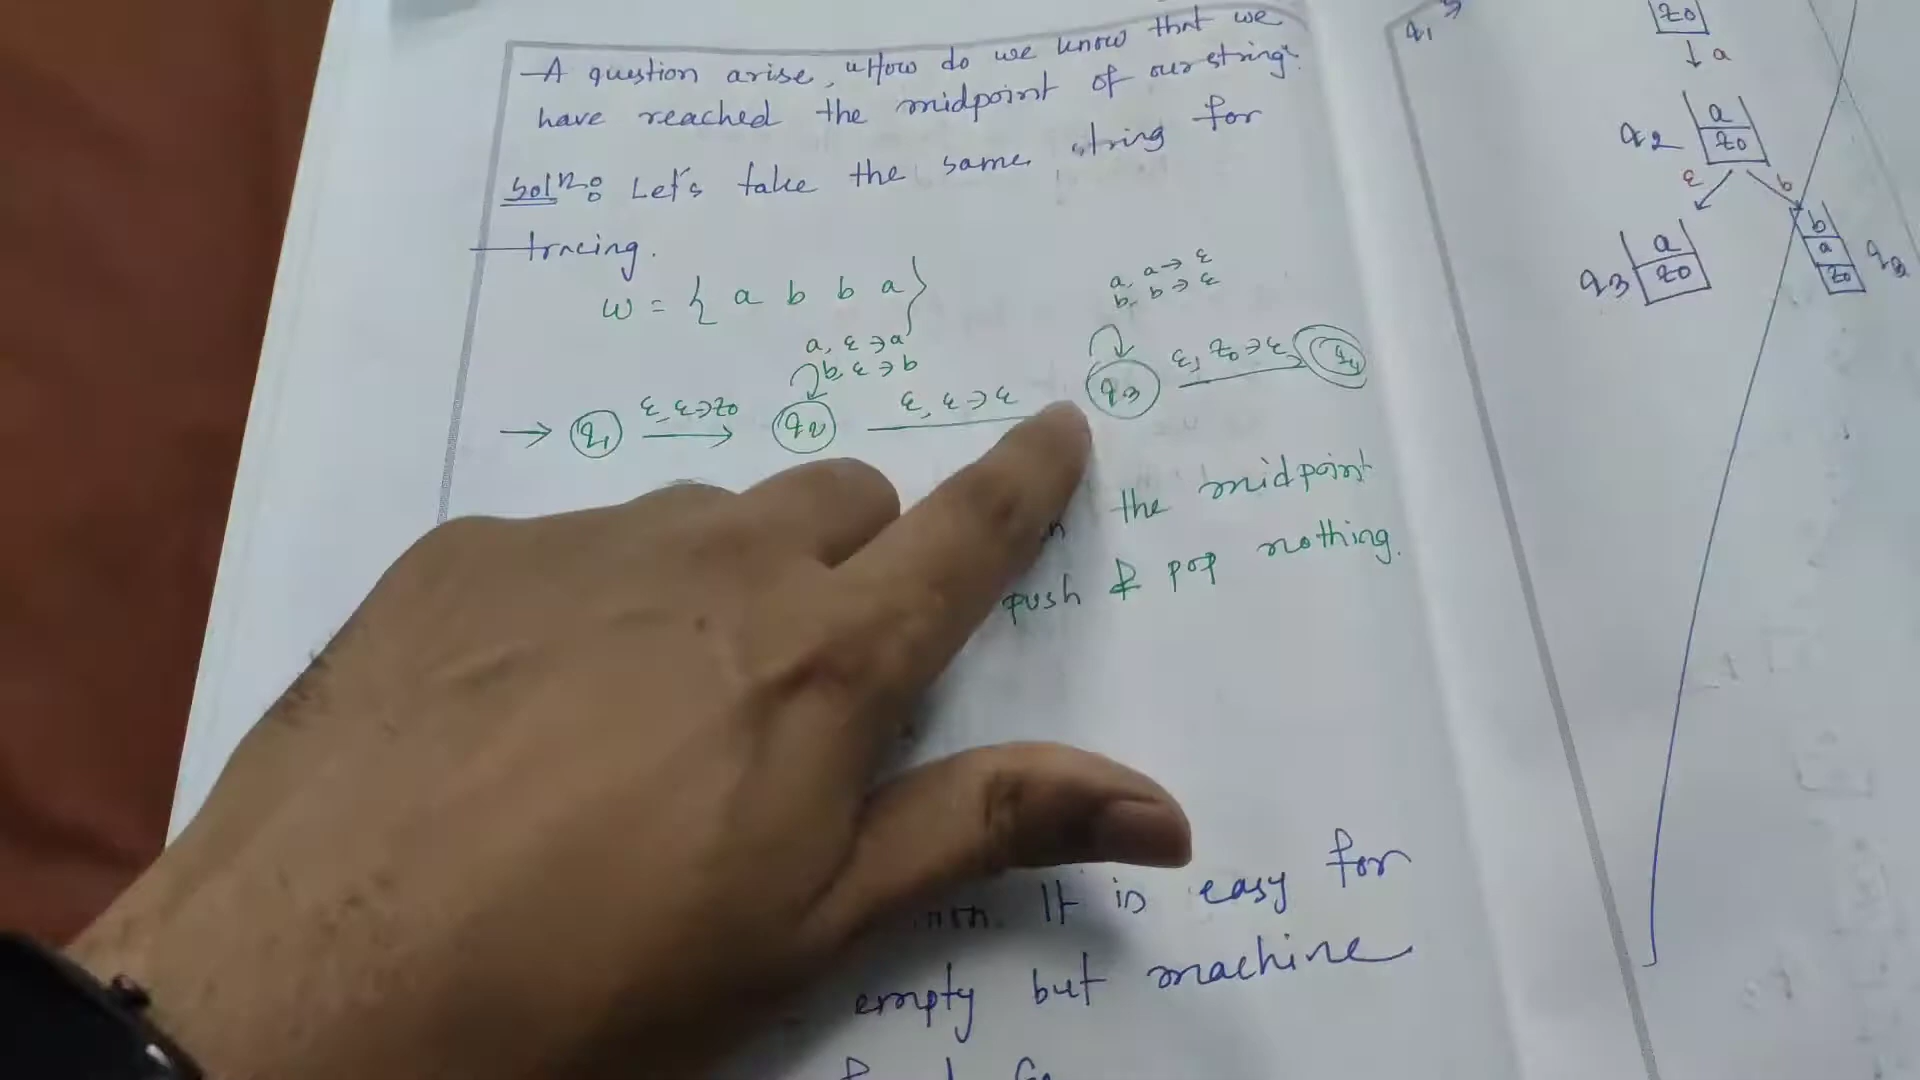 A question arise, "How do we know that we
have reached the midpoint of our string".
Solⁿ: Let's take the same string for
tracing.
w = { a b b a }
a, ε → a
b, ε → b
a, a → ε
b, b → ε
→ q1 ε, ε → z0 q2 ε, ε → ε q3 ε, z0 → ε q4
the midpoint
push & pop nothing.
It is easy for
empty but machine
q1
z0
↓ a
q2 a
z0
ε b
q3 a
z0
b
a
z0